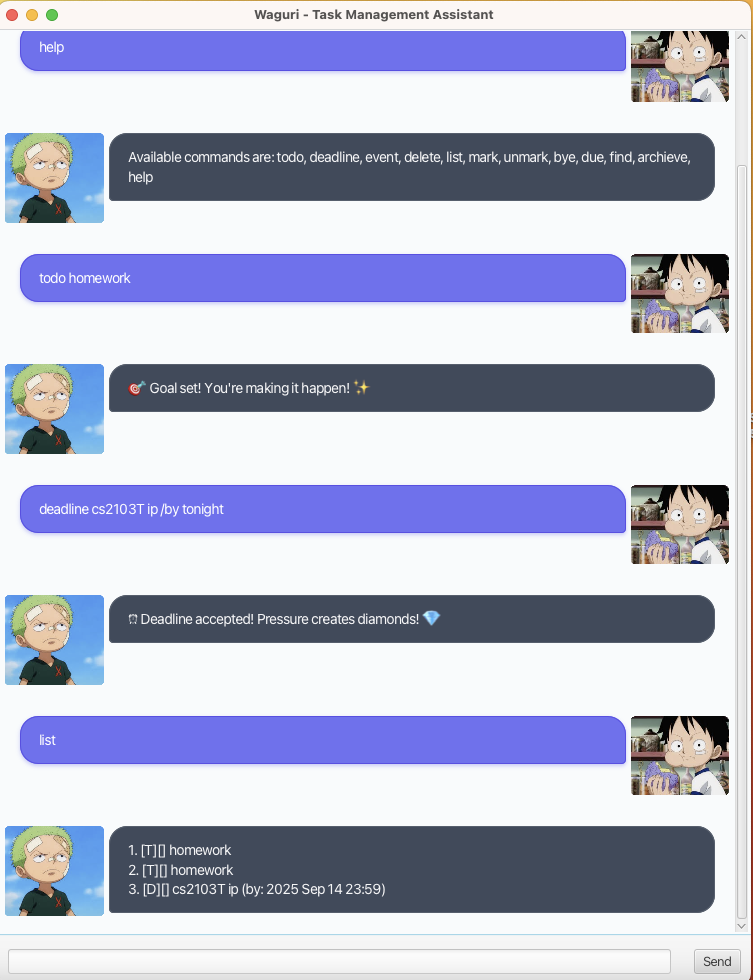 Waguri - Task Management Assistant
help
Available commands are: todo, deadline, event, delete, list, mark, unmark, bye, due, find, archieve,
help
todo homework
🎯 Goal set! You're making it happen! ✨
deadline cs2103T ip /by tonight
⏰ Deadline accepted! Pressure creates diamonds! 💎
list
1. [T][] homework
2. [T][] homework
3. [D][] cs2103T ip (by: 2025 Sep 14 23:59)
Send